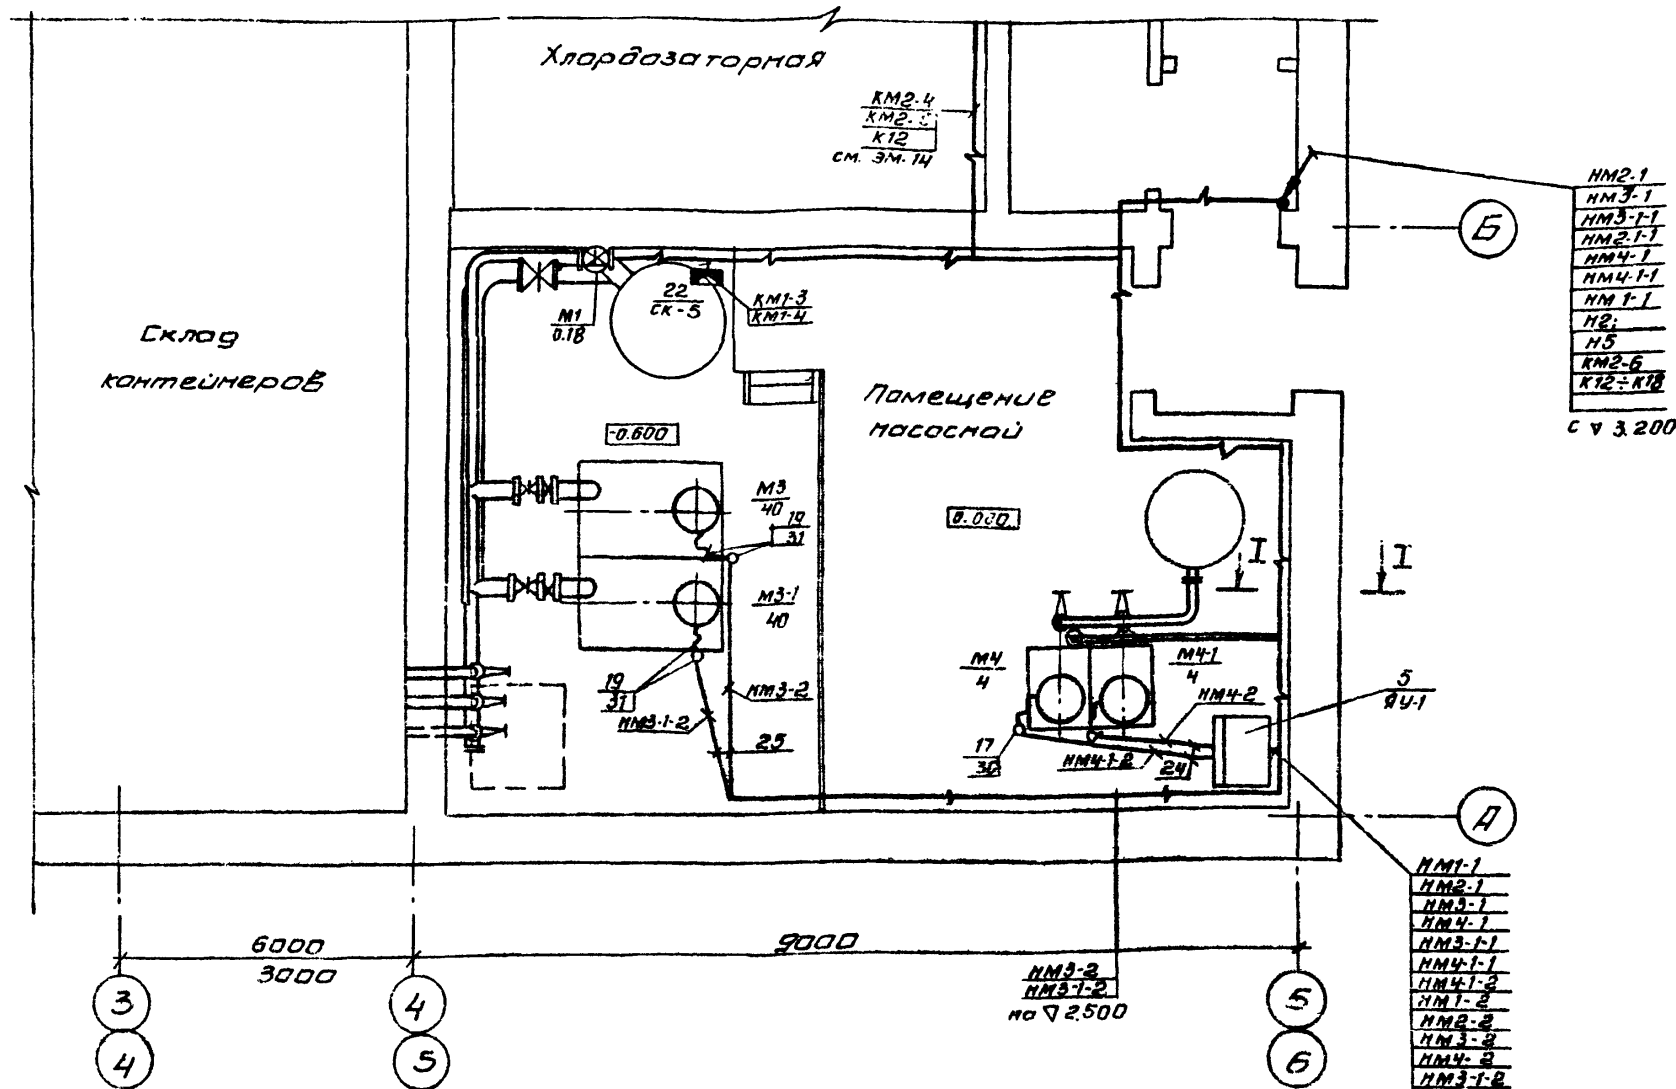 Хлордозаторная
КМ2-4
К12
см. ЭМ-14
НМ2-1
НМ3-1
НМ3-1-1
НМ2-1-1
НМ4-1
НМ4-1-1
НМ1-1
Н2;
Н5
КМ2-6
К12÷К18
с ▽ 3.200
Б
22
СК-5
КМ1-3
КМ1-4
М1
0.18
Склад
контейнеров
Помещение
насосной
-0.600
0.000
М3
40
19
31
М3-1
40
I
I
19
31
НМ3-2
НМ3-1-2
25
М4
4
М4-1
4
НМ4-2
5
ЯУ-1
17
НМ4-1-2
24
А
НМ1-1
НМ2-1
НМ3-1
НМ4-1
НМ3-1-1
НМ4-1-1
НМ4-1-2
НМ1-2
НМ2-2
НМ3-2
НМ4-2
НМ3-1-2
6000
3000
9000
НМ3-2
НМ3-1-2
на ▽ 2.500
3
4
4
5
5
6